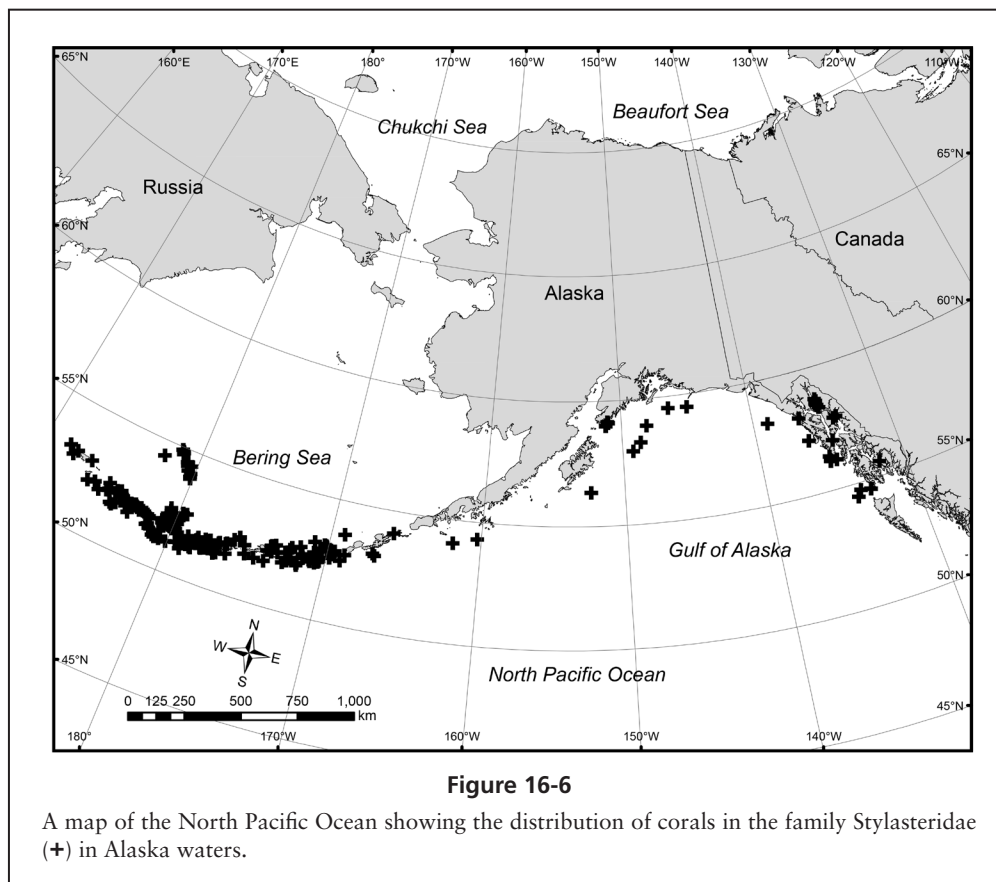 160°E 170°E 180° 170°W 160°W 150°W 140°W 130°W 120°W 110°W
65°N
Beaufort Sea
Chukchi Sea
65°N
Russia
60°N
Canada
Alaska
60°N
55°N
55°N
Bering Sea
50°N
Gulf of Alaska
50°N
N
W E
S
45°N
North Pacific Ocean
45°N
0 125 250 500 750 1,000
km
180° 170°W 160°W 150°W 140°W
Figure 16-6
A map of the North Pacific Ocean showing the distribution of corals in the family Stylasteridae
(+) in Alaska waters.